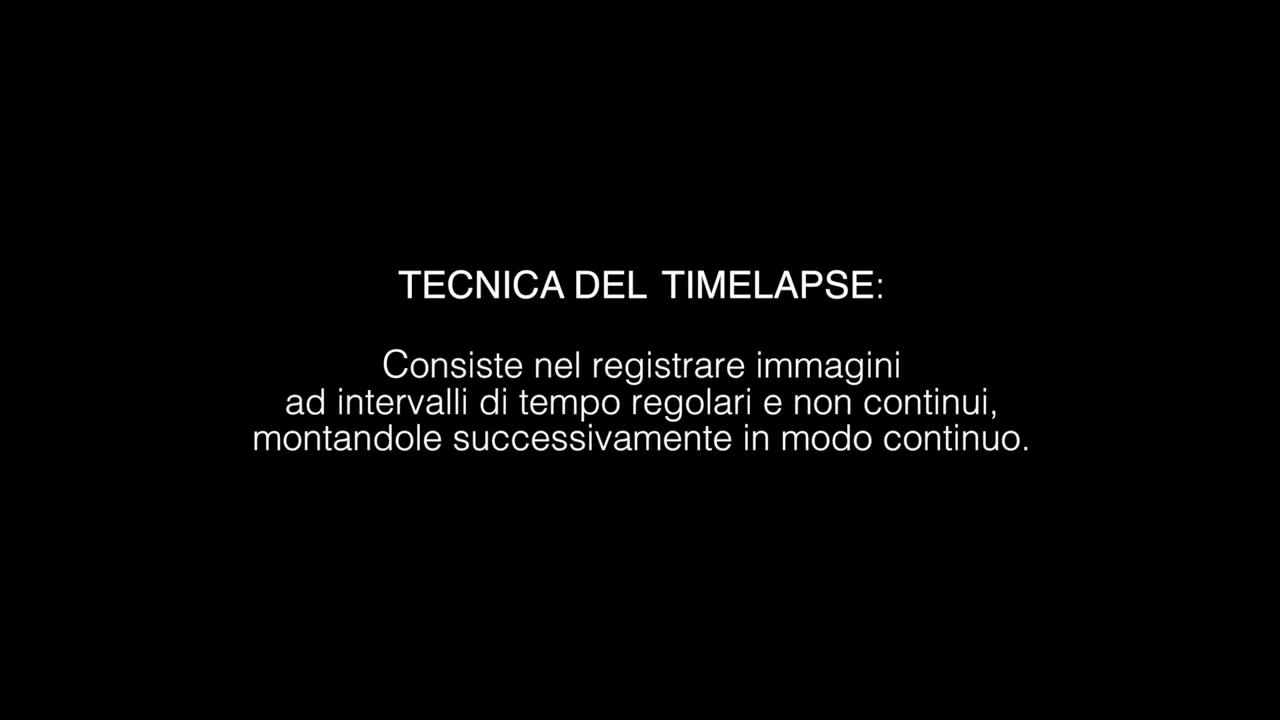 TECNICA DEL TIMELAPSE:
Consiste nel registrare immagini
ad intervalli di tempo regolari e non continui,
montandole successivamente in modo continuo.